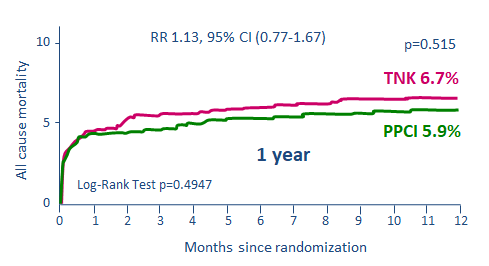 10
RR 1.13, 95% CI (0.77-1.67)
p=0.515
TNK 6.7%
PPCI 5.9%
All cause mortality
5
1 year
Log-Rank Test p=0.4947
0
0 1 2 3 4 5 6 7 8 9 10 11 12
Months since randomization